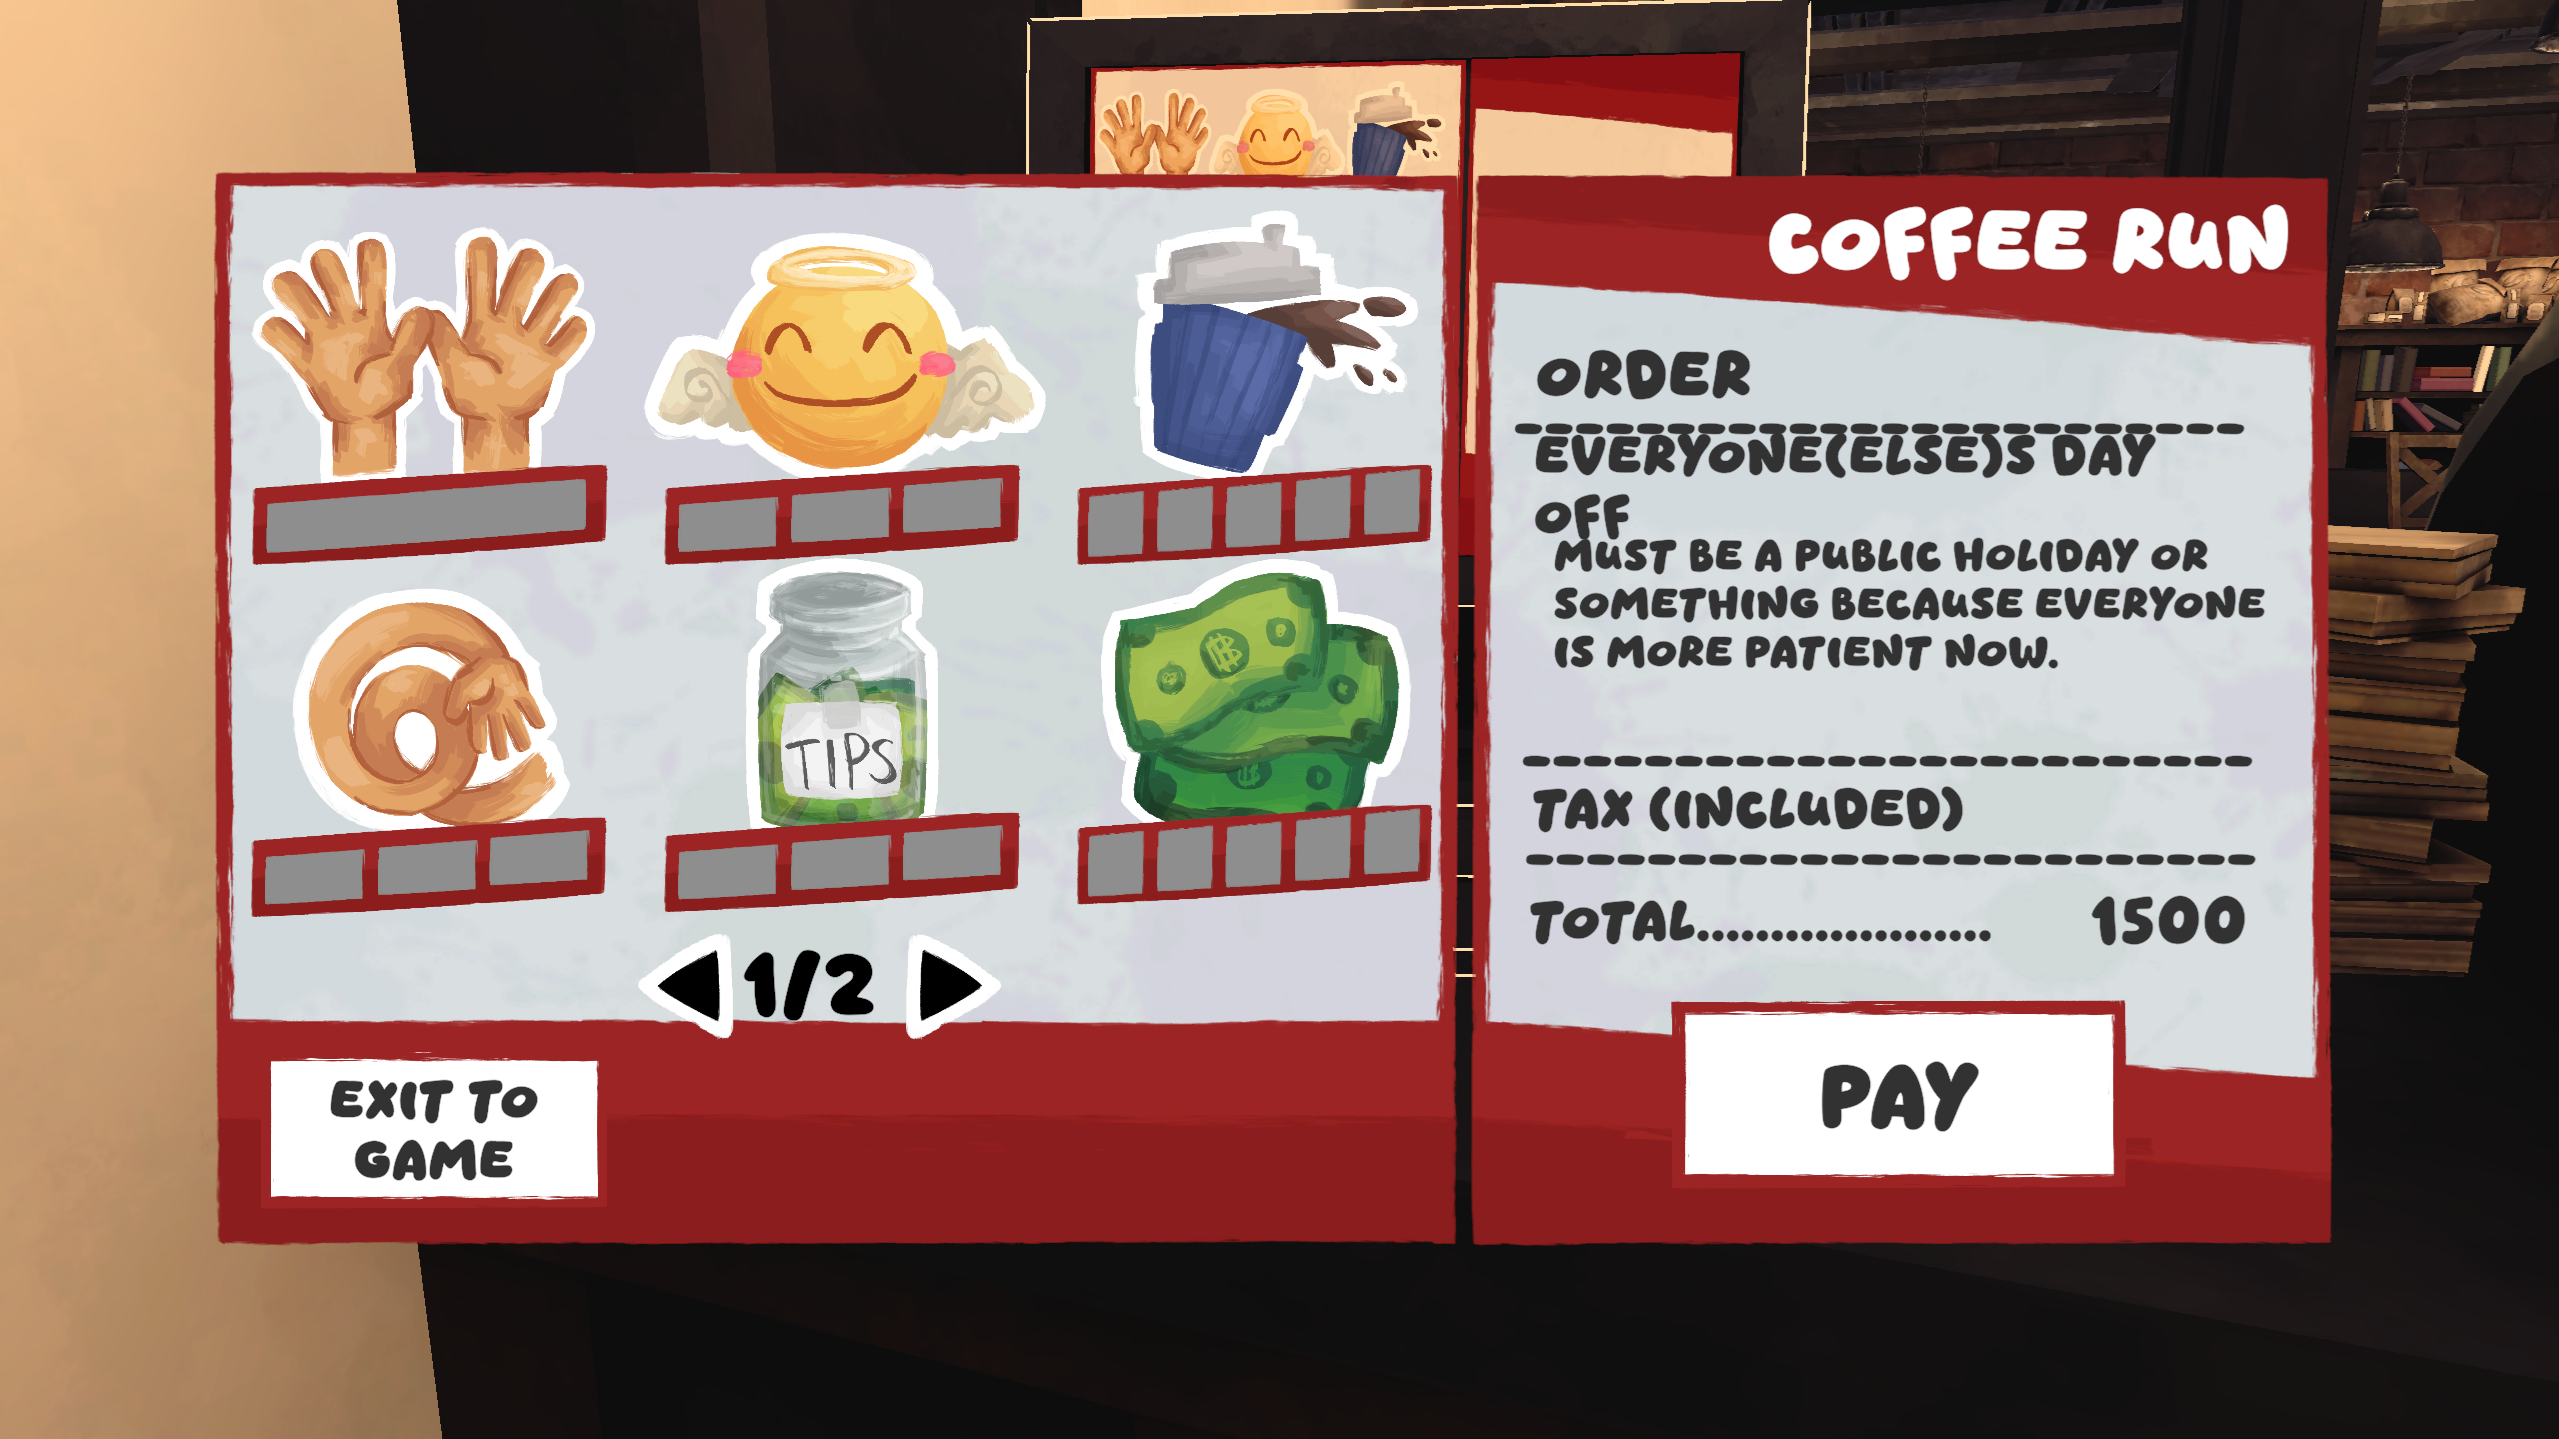 COFFEE RUN
ORDER
EVERYONE(ELSE)S DAY
OFF
MUST BE A PUBLIC HOLIDAY OR
SOMETHING BECAUSE EVERYONE
IS MORE PATIENT NOW.
TIPS
TAX (INCLUDED)
TOTAL.................... 1500
1/2
EXIT TO
GAME
PAY